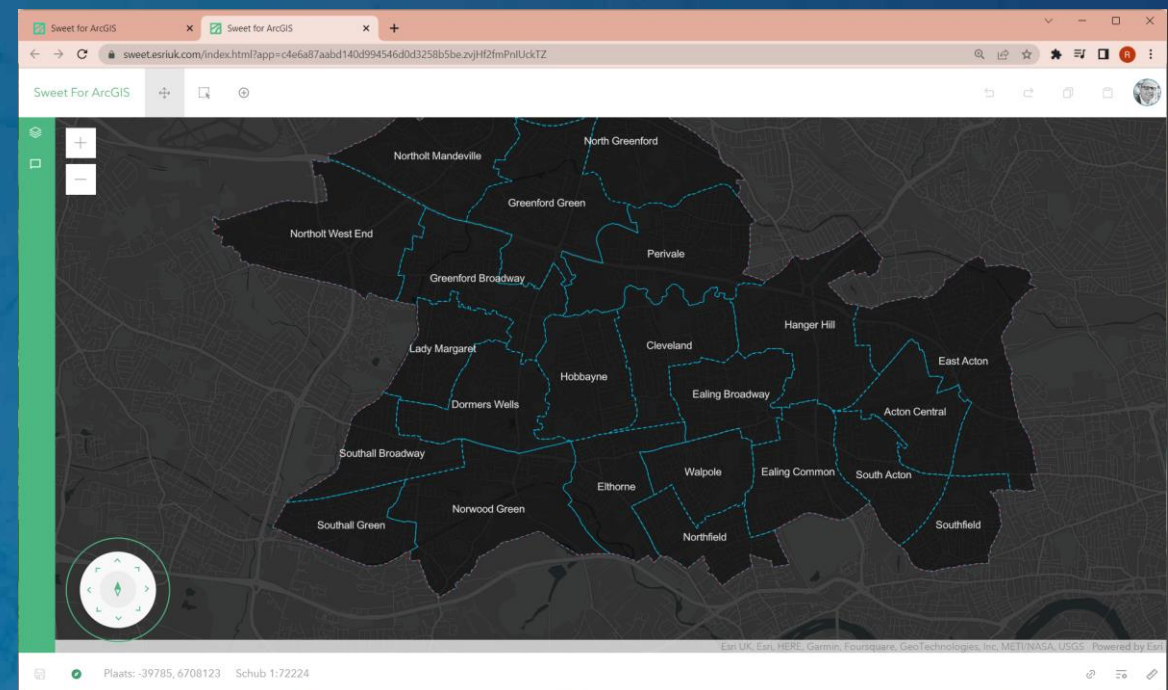 Sweet for ArcGIS
Sweet for ArcGIS
sweet.esriuk.com/index.html?app=c4e6a87aabd140d994546d0d3258b5be.zvjHf2fmPnIUckTZ
R
Sweet For ArcGIS
North Greenford
Northolt Mandeville
Greenford Green
Northolt West End
Perivale
Greenford Broadway
Hanger Hill
Lady Margaret
Cleveland
East Acton
Hobbayne
Ealing Broadway
Dormers Wells
Acton Central
Southall Broadway
Walpole
Ealing Common
South Acton
Elthorne
Norwood Green
Southall Green
Southfield
Northfield
Esri UK, Esri, HERE, Garmin, Foursquare, GeoTechnologies, Inc, METI/NASA, USGS Powered by Esri
Plaats: -39785, 6708123 Schub 1:72224